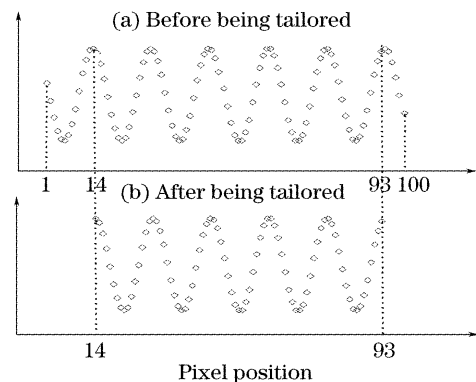 (a) Before being tailored
1 14 93 100
(b) After being tailored
14 93
Pixel position